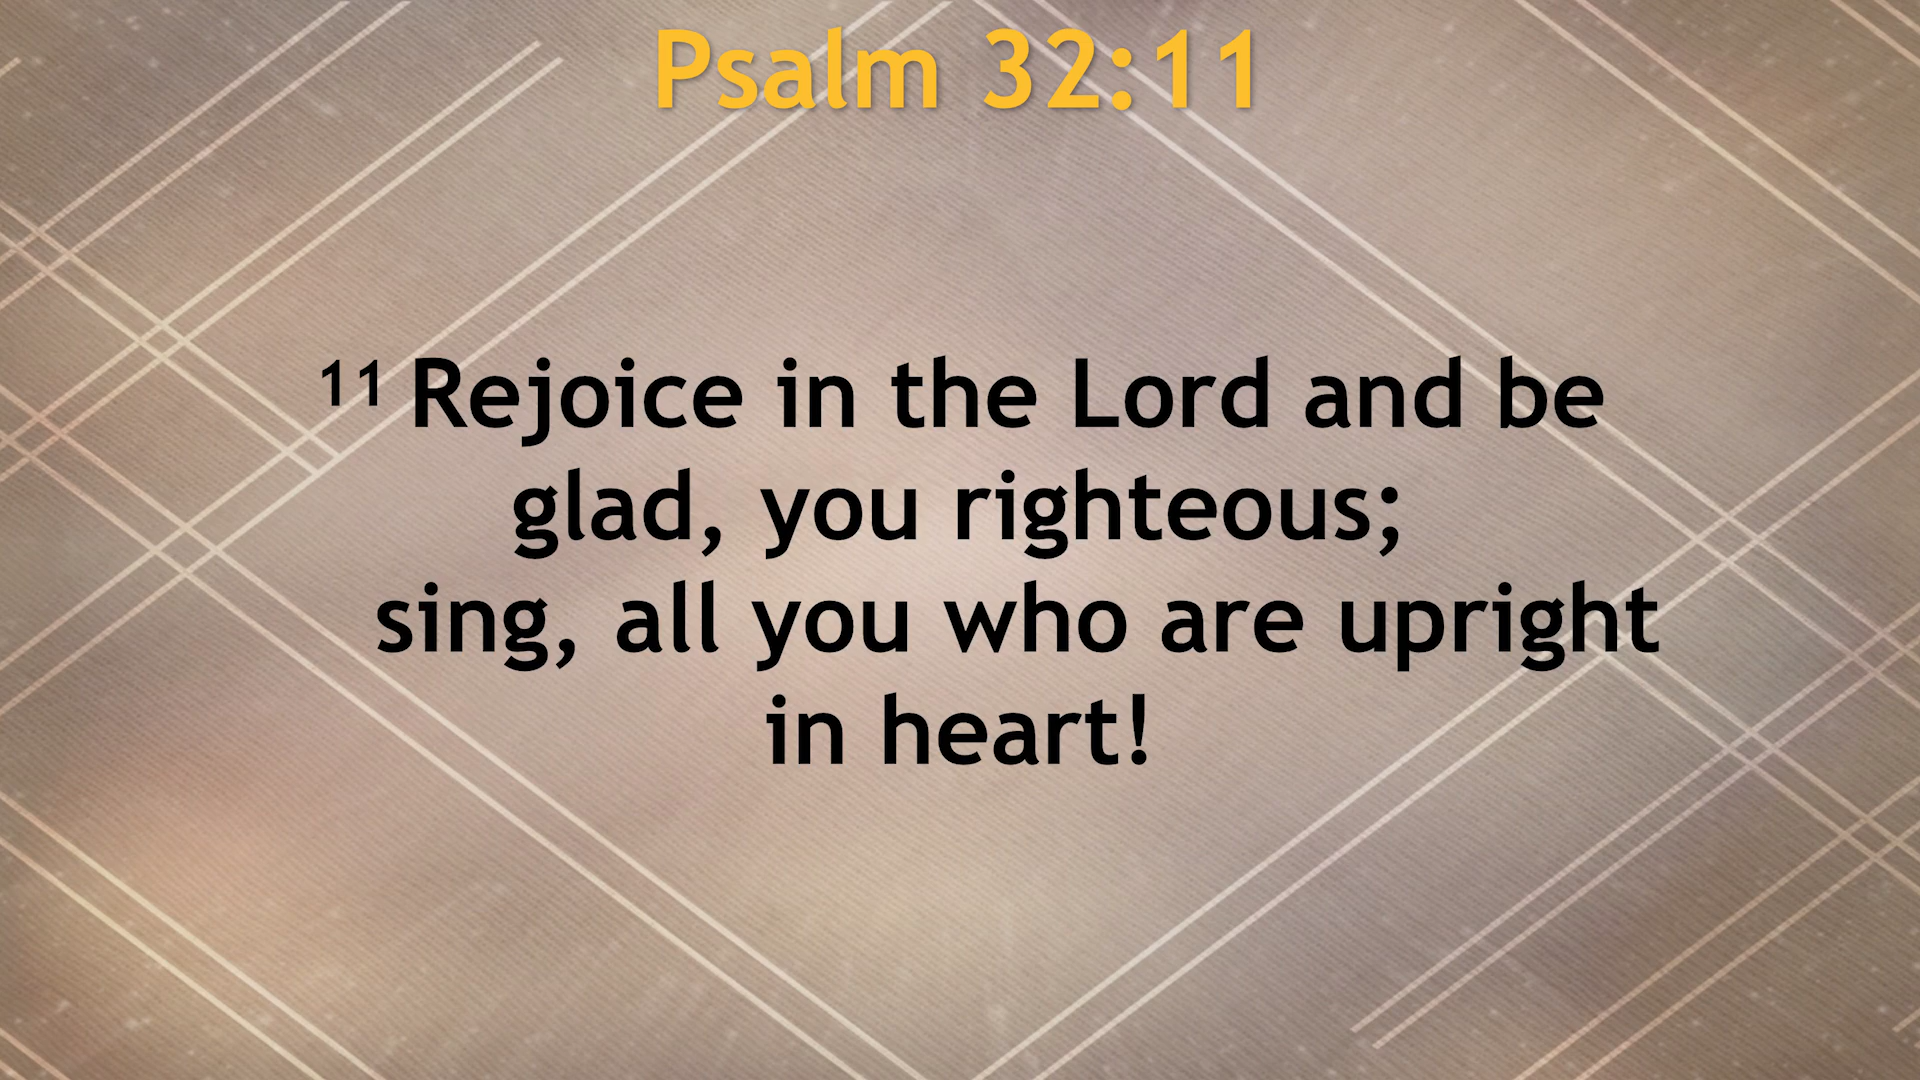 Psalm 32:11
11 Rejoice in the Lord and be
glad, you righteous;
sing, all you who are upright
in heart!